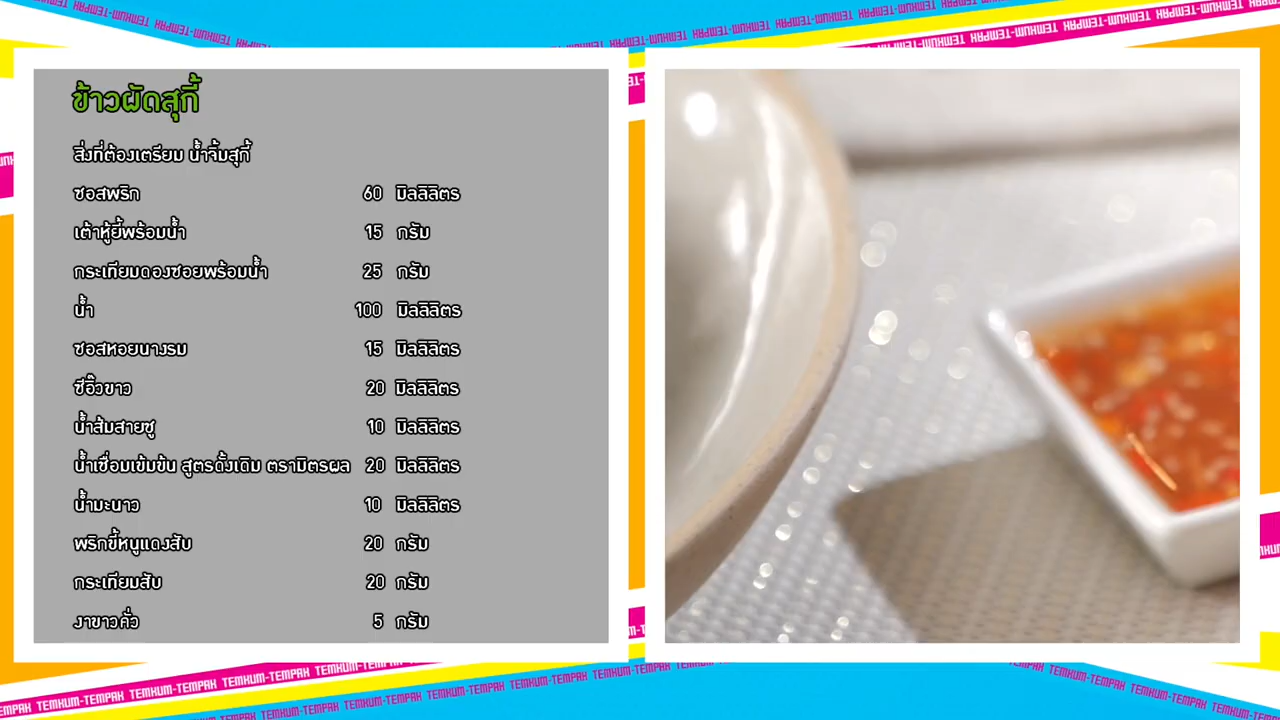 ข้าวผัดสุกี้
สิ่งที่ต้องเตรียม น้ำจิ้มสุกี้
ซอสพริก 60 มิลลิลิตร
เต้าหู้ยี้พร้อมน้ำ 15 กรัม
กระเทียมดองซอยพร้อมน้ำ 25 กรัม
น้ำ 100 มิลลิลิตร
ซอสหอยนางรม 15 มิลลิลิตร
ซีอิ๊วขาว 20 มิลลิลิตร
น้ำส้มสายชู 10 มิลลิลิตร
น้ำเชื่อมเข้มข้น สูตรดั้งเดิม ตรามิตรผล 20 มิลลิลิตร
น้ำมะนาว 10 มิลลิลิตร
พริกขี้หนูแดงสับ 20 กรัม
กระเทียมสับ 20 กรัม
งาขาวคั่ว 5 กรัม
TEMKUM-TEMPAK TEMKUM-TEMPAK TEMKUM-TEMPAK TEMKUM-TEMPAK